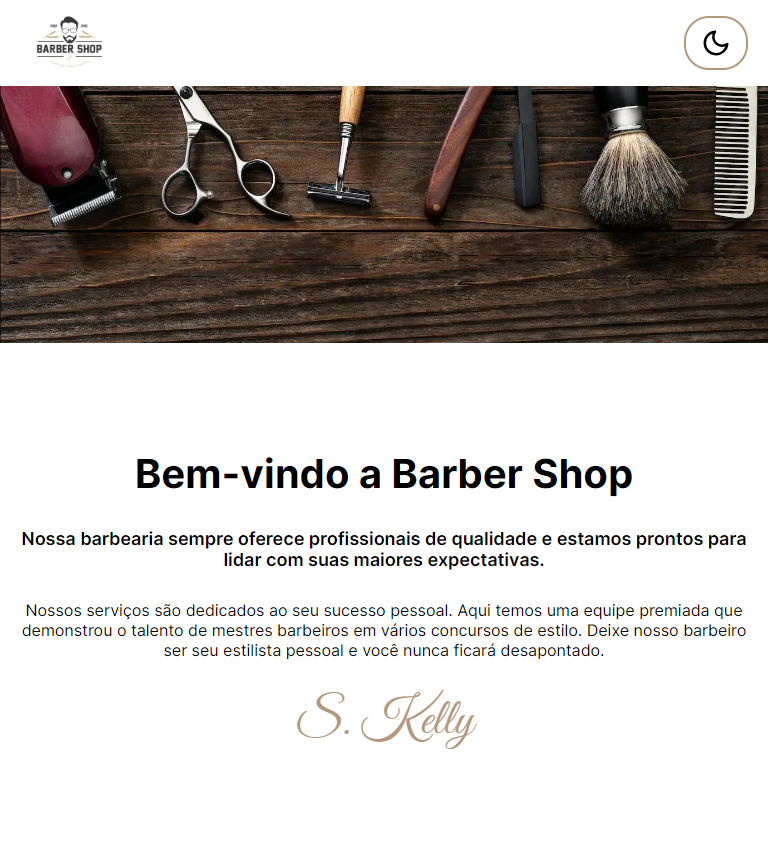 BARBER SHOP
Bem-vindo a Barber Shop
Nossa barbearia sempre oferece profissionais de qualidade e estamos prontos para
lidar com suas maiores expectativas.
Nossos serviços são dedicados ao seu sucesso pessoal. Aqui temos uma equipe premiada que
demonstrou o talento de mestres barbeiros em vários concursos de estilo. Deixe nosso barbeiro
ser seu estilista pessoal e você nunca ficará desapontado.
S. Kelly